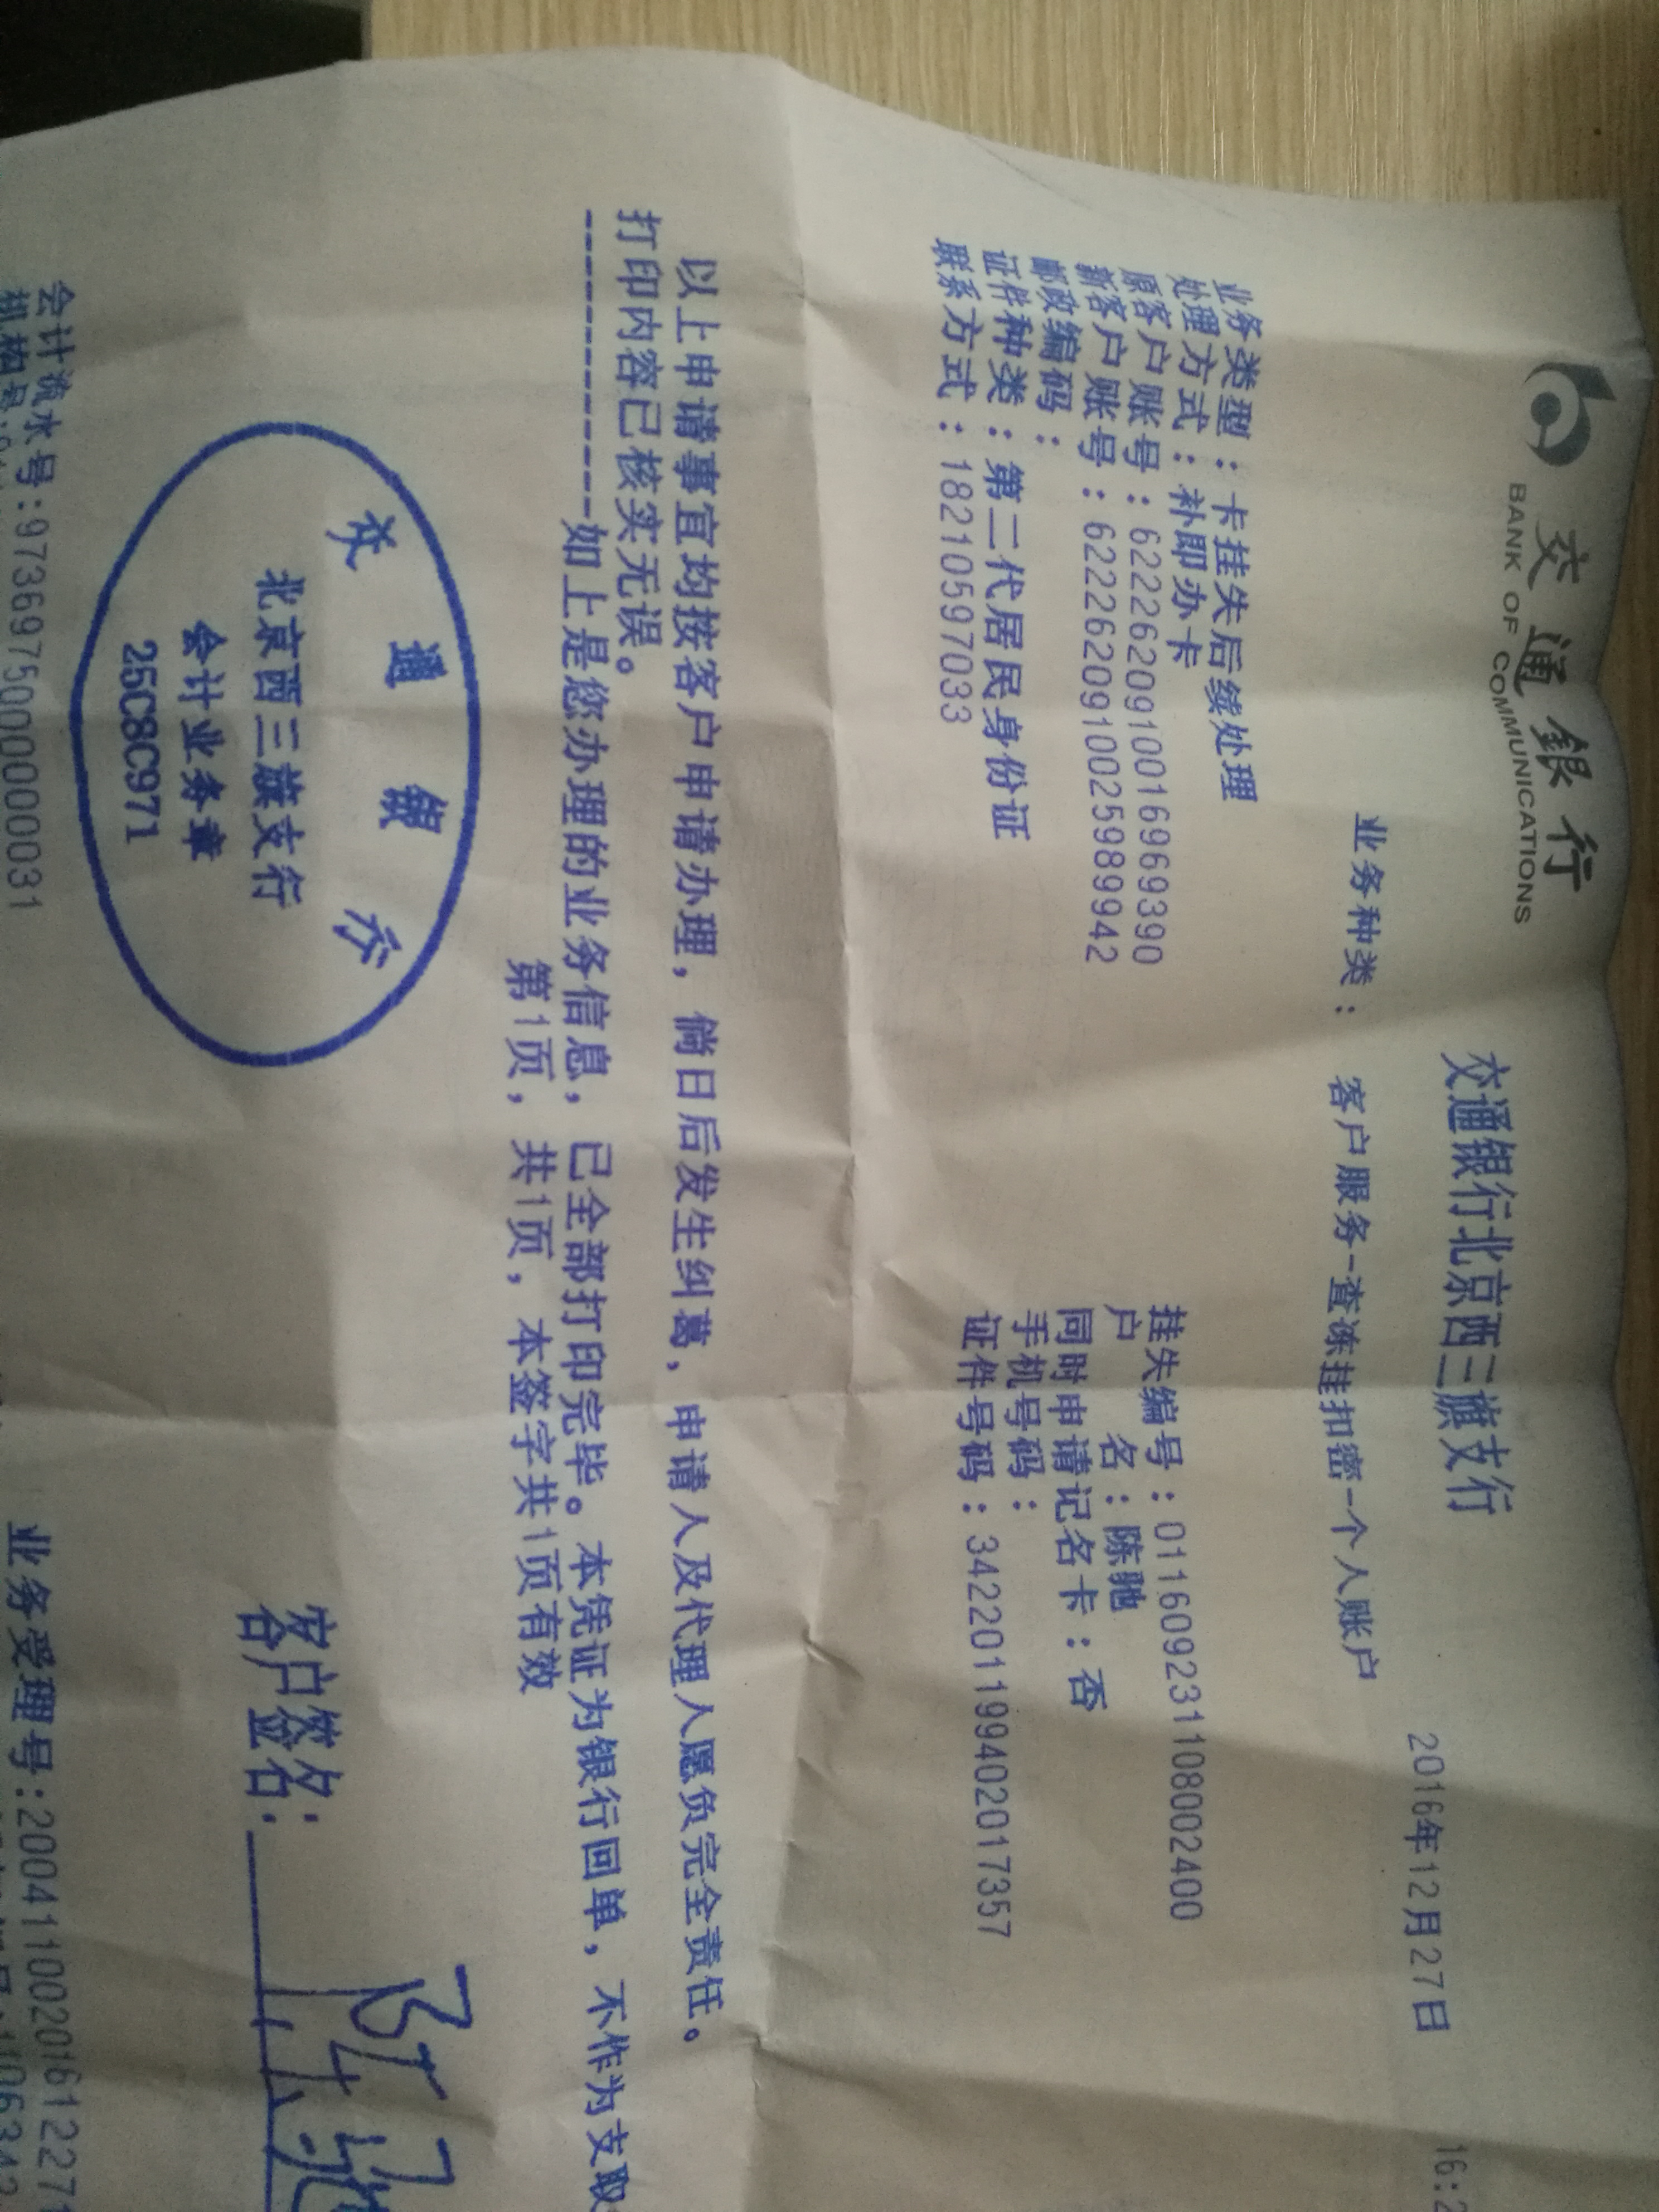 交通銀行
BANK OF COMMUNICATIONS
交通银行北京西三旗支行
2016年12月27日 16:2
业务种类： 客户服务-查冻挂扣密-个人账户
业务类型：卡挂失后续处理
处理方式：补即办卡 挂失编号：011609231108002400
原客户账号：6222620910016969390 户 名：陈驰
新客户账号：6222620910025989942 同时申请记名卡：否
邮政编码： 手机号码：
证件种类：第二代居民身份证 证件号码：342201199402017357
联系方式：18210597033
以上申请事宜均按客户申请办理，倘日后发生纠葛，申请人及代理人愿负完全责任。
打印内容已核实无误。
--------------如上是您办理的业务信息，已全部打印完毕。本凭证为银行回单，不作为支取
第1页，共1页，本签字共1页有效
交通银行
北京西三旗支行
会计业务章
25C8C971
客户签名：
陈驰
会计流水号:9736975000000031 业务受理号:20041100201612271
机构号: